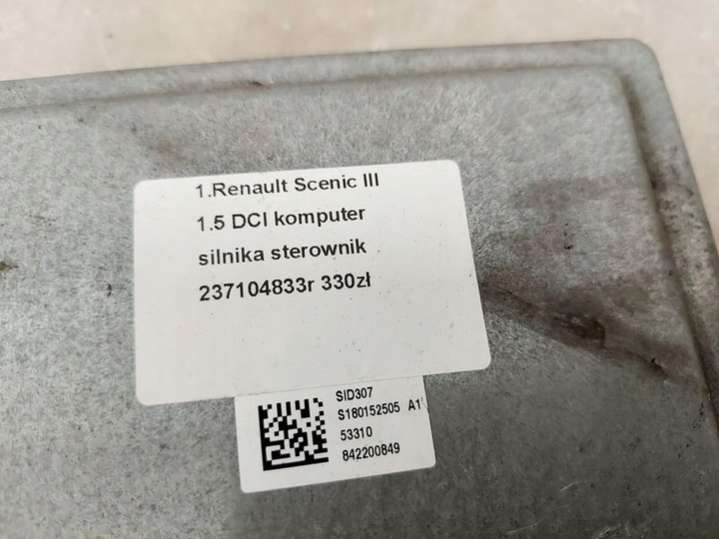 1.Renault Scenic III
1.5 DCI komputer
silnika sterownik
237104833r 330zł
SID307
S180152505 A1
53310
842200849